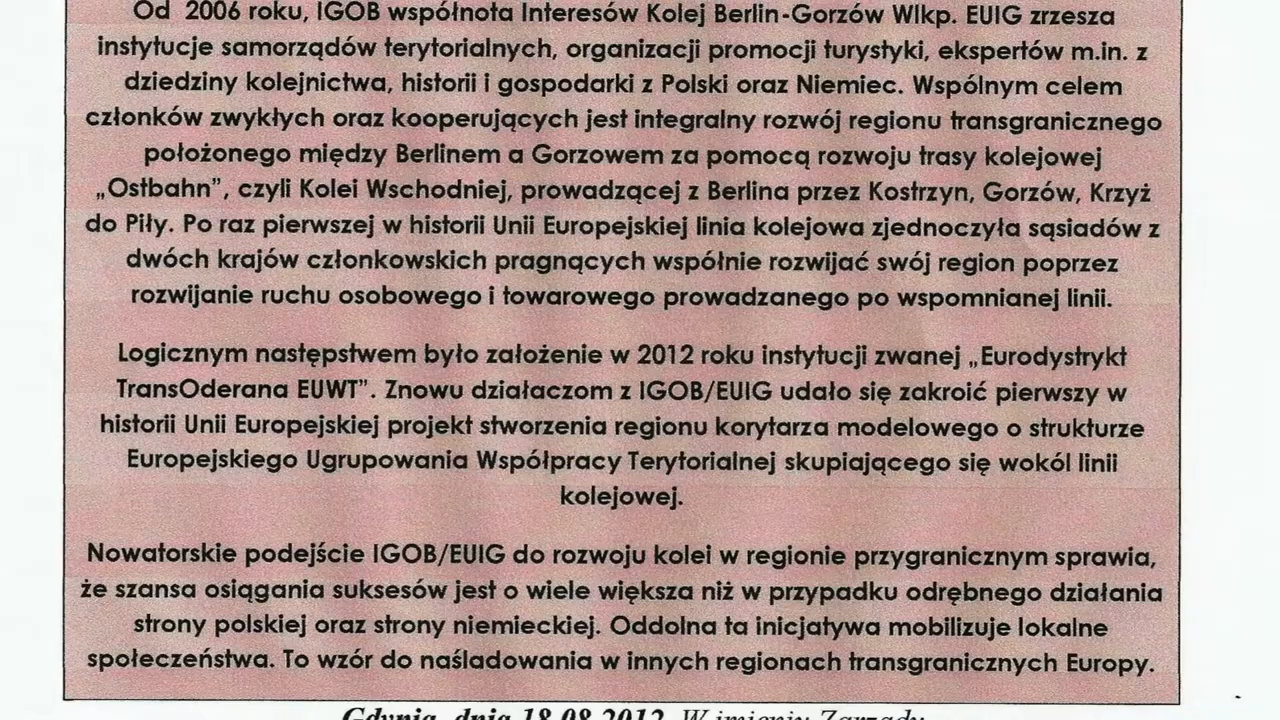 Od 2006 roku, IGOB wspólnota Interesów Kolej Berlin-Gorzów Wlkp. EUIG zrzesza
instytucje samorządów terytorialnych, organizacji promocji turystyki, ekspertów m.in. z
dziedziny kolejnictwa, historii i gospodarki z Polski oraz Niemiec. Wspólnym celem
członków zwykłych oraz kooperujących jest integralny rozwój regionu transgranicznego
położonego między Berlinem a Gorzowem za pomocą rozwoju trasy kolejowej
„Ostbahn”, czyli Kolei Wschodniej, prowadzącej z Berlina przez Kostrzyn, Gorzów, Krzyż
do Piły. Po raz pierwszej w historii Unii Europejskiej linia kolejowa zjednoczyła sąsiadów z
dwóch krajów członkowskich pragnących wspólnie rozwijać swój region poprzez
rozwijanie ruchu osobowego i towarowego prowadzanego po wspomnianej linii.
Logicznym następstwem było założenie w 2012 roku instytucji zwanej „Eurodystrykt
TransOderana EUWT”. Znowu działaczom z IGOB/EUIG udało się zakroić pierwszy w
historii Unii Europejskiej projekt stworzenia regionu korytarza modelowego o strukturze
Europejskiego Ugrupowania Współpracy Terytorialnej skupiającego się wokól linii
kolejowej.
Nowatorskie podejście IGOB/EUIG do rozwoju kolei w regionie przygranicznym sprawia,
że szansa osiągania suksesów jest o wiele większa niż w przypadku odrębnego działania
strony polskiej oraz strony niemieckiej. Oddolna ta inicjatywa mobilizuje lokalne
społeczeństwa. To wzór do naśladowania w innych regionach transgranicznych Europy.
Gdynia, dnia 18.08.2012 W imieniu Zarządu